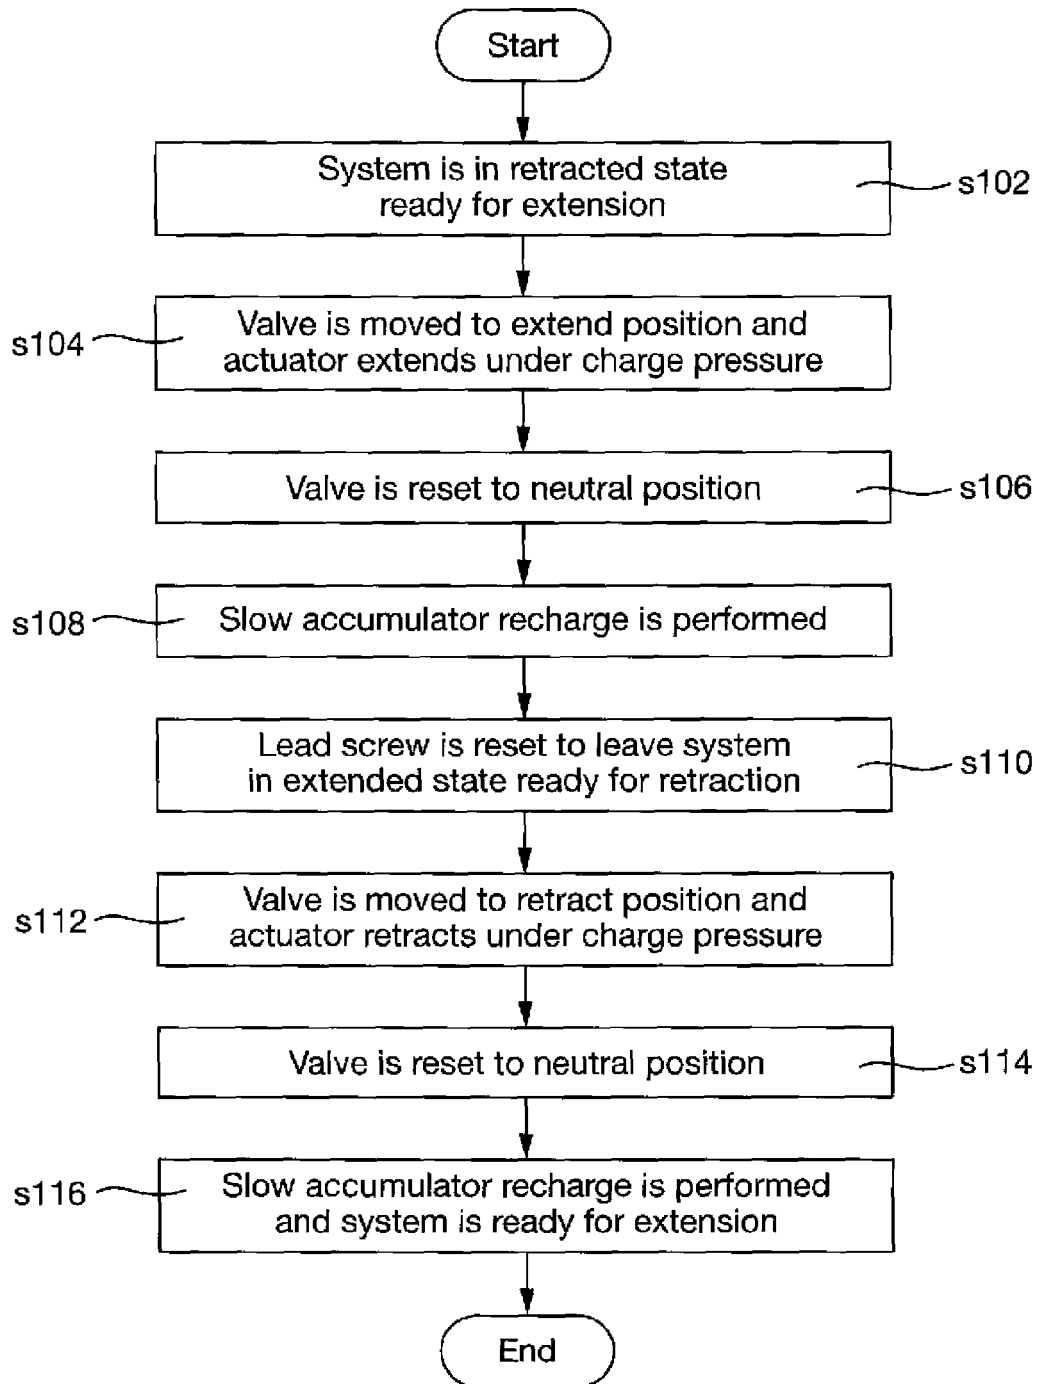 Start
System is in retracted state
ready for extension
s102
s104
Valve is moved to extend position and
actuator extends under charge pressure
Valve is reset to neutral position
s106
s108
Slow accumulator recharge is performed
Lead screw is reset to leave system
in extended state ready for retraction
s110
s112
Valve is moved to retract position and
actuator retracts under charge pressure
Valve is reset to neutral position
s114
s116
Slow accumulator recharge is performed
and system is ready for extension
End